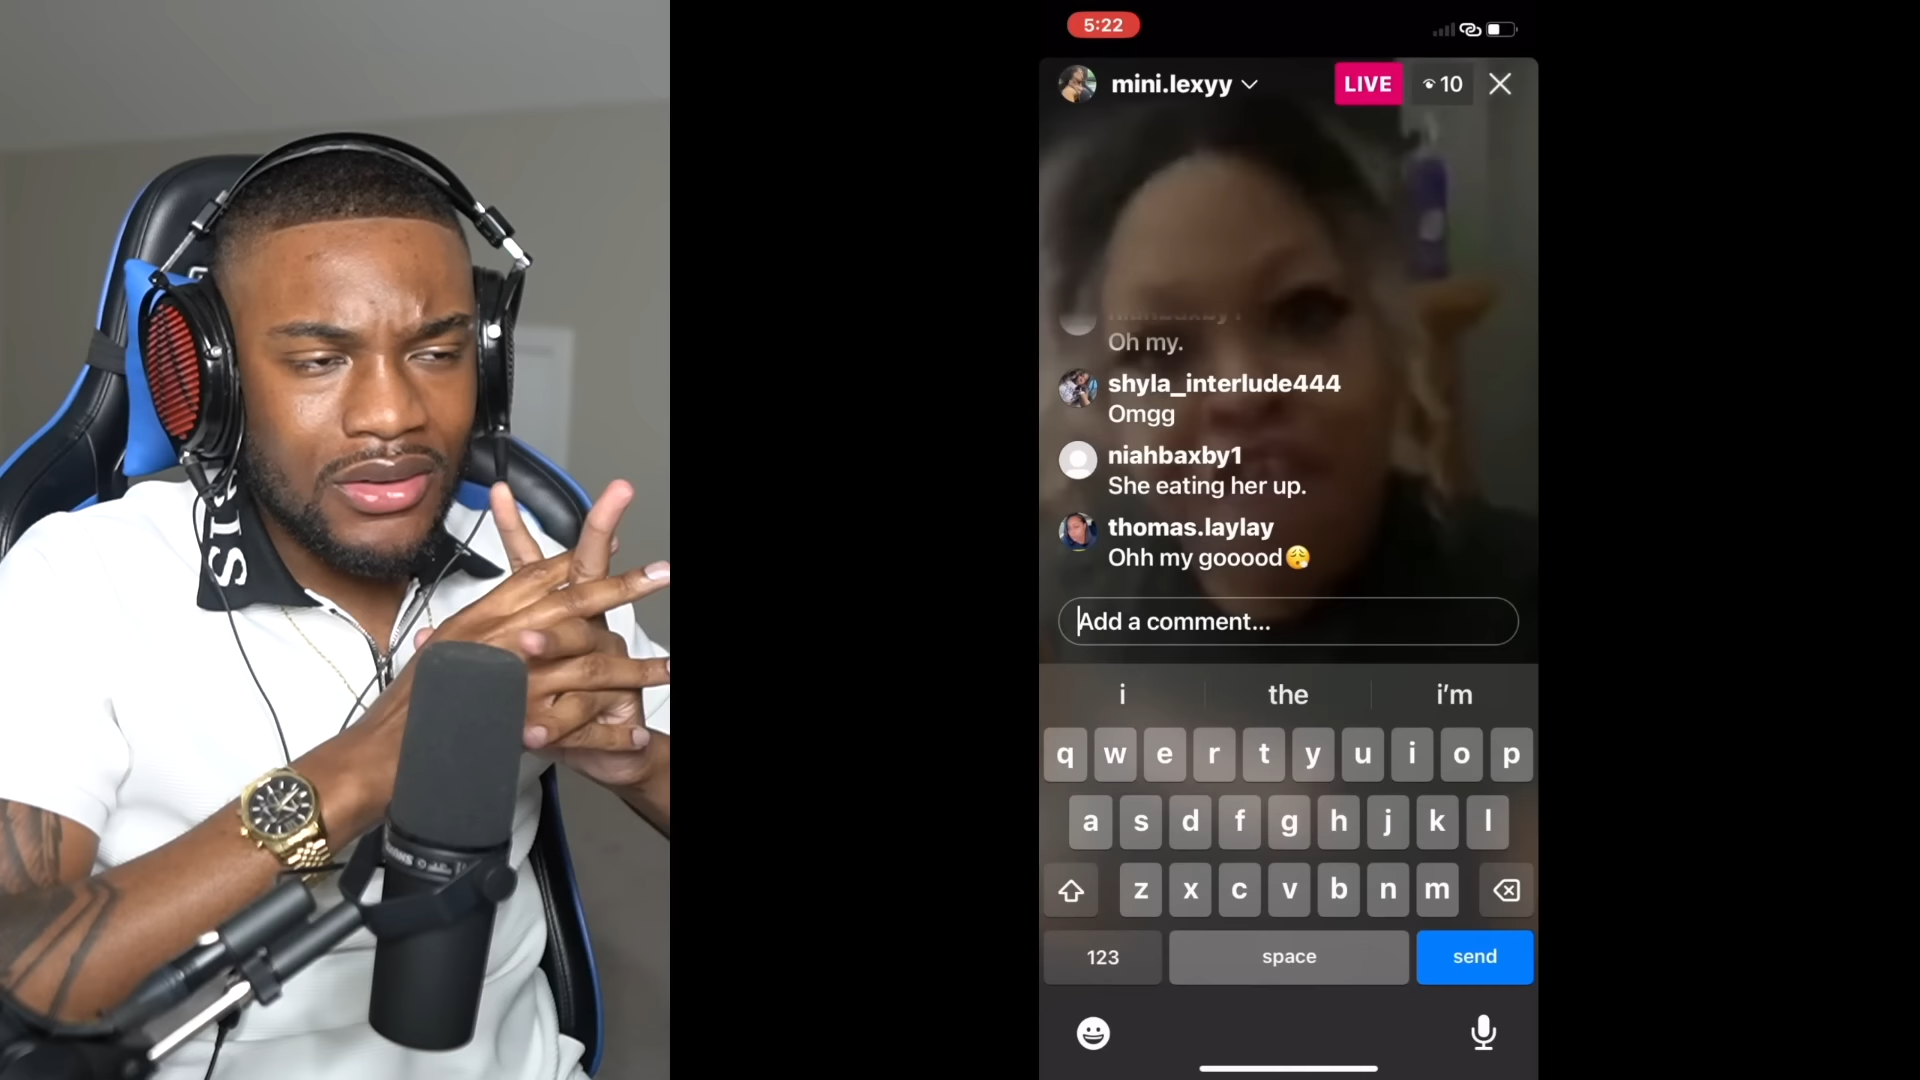 5:22
mini.lexyy
LIVE
10
Oh my.
shyla_interlude444
Omgg
niahbaxby1
She eating her up.
thomas.laylay
Ohh my gooood😮‍💨
Add a comment...
i the i'm
q w e r t y u i o p
a s d f g h j k l
z x c v b n m
123 space send